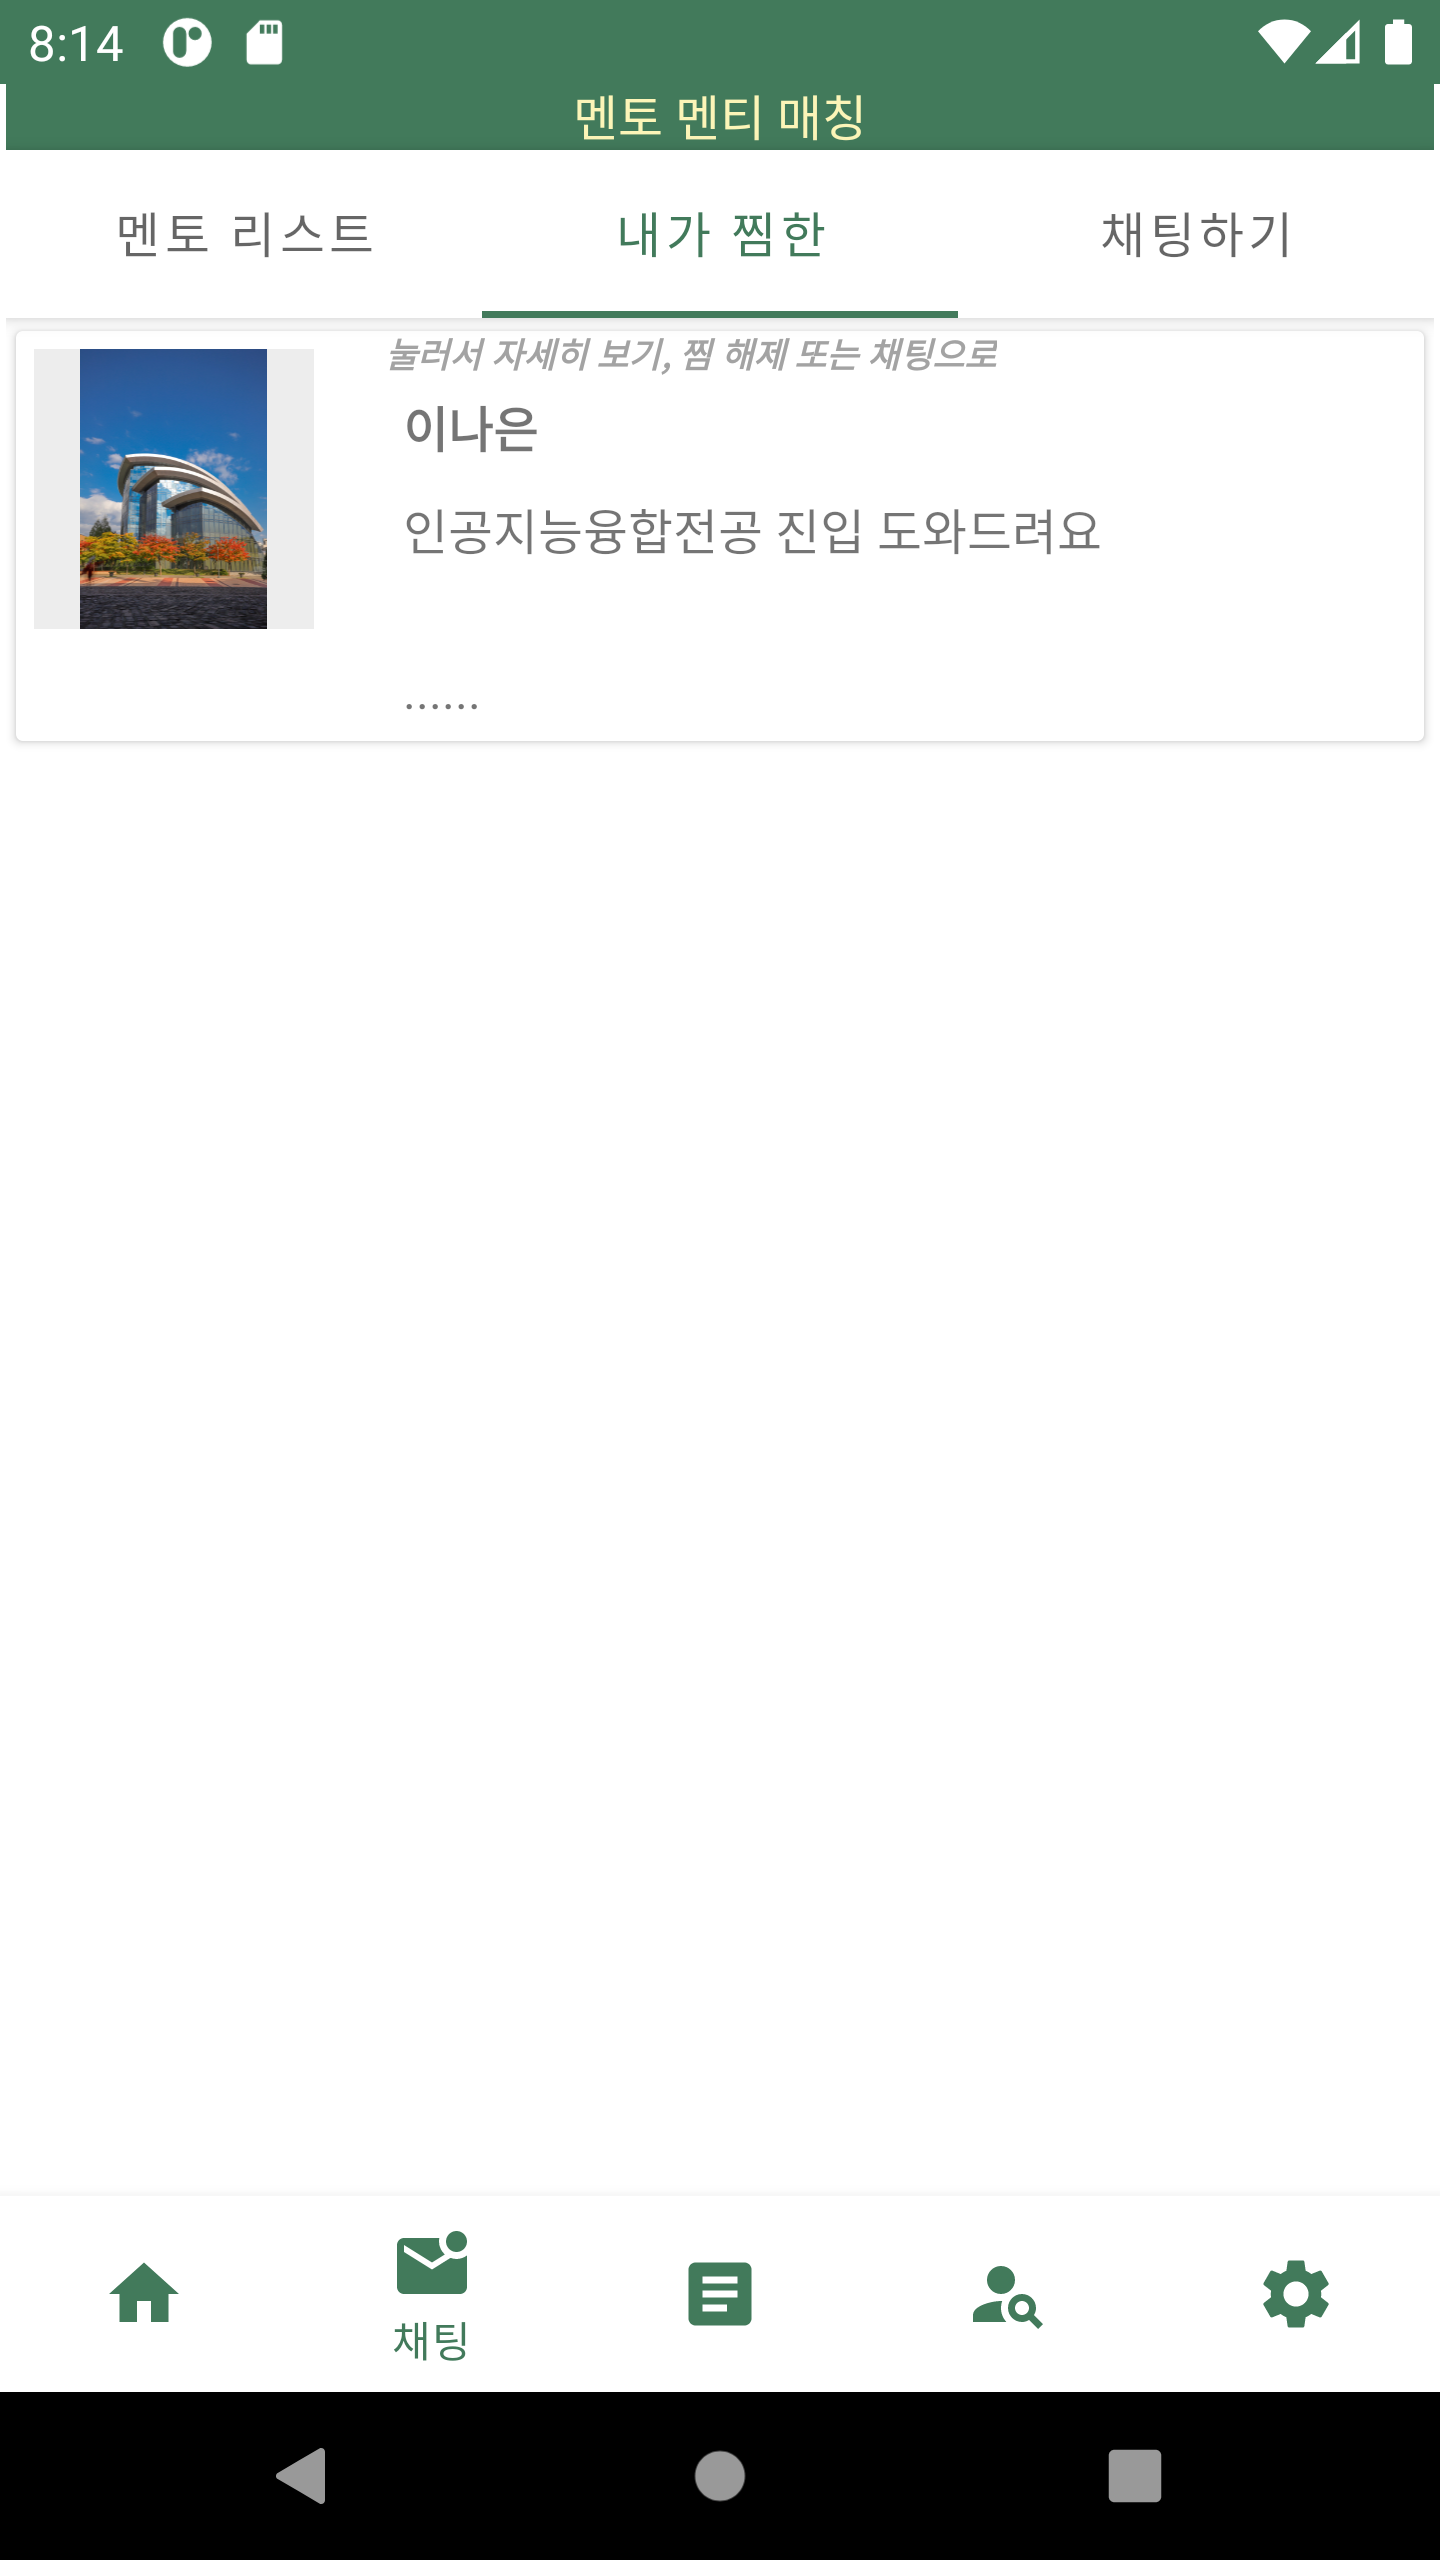 8:14
멘토 멘티 매칭
멘토 리스트
내가 찜한
채팅하기
눌러서 자세히 보기, 찜 해제 또는 채팅으로
이나은
인공지능융합전공 진입 도와드려요
......
채팅